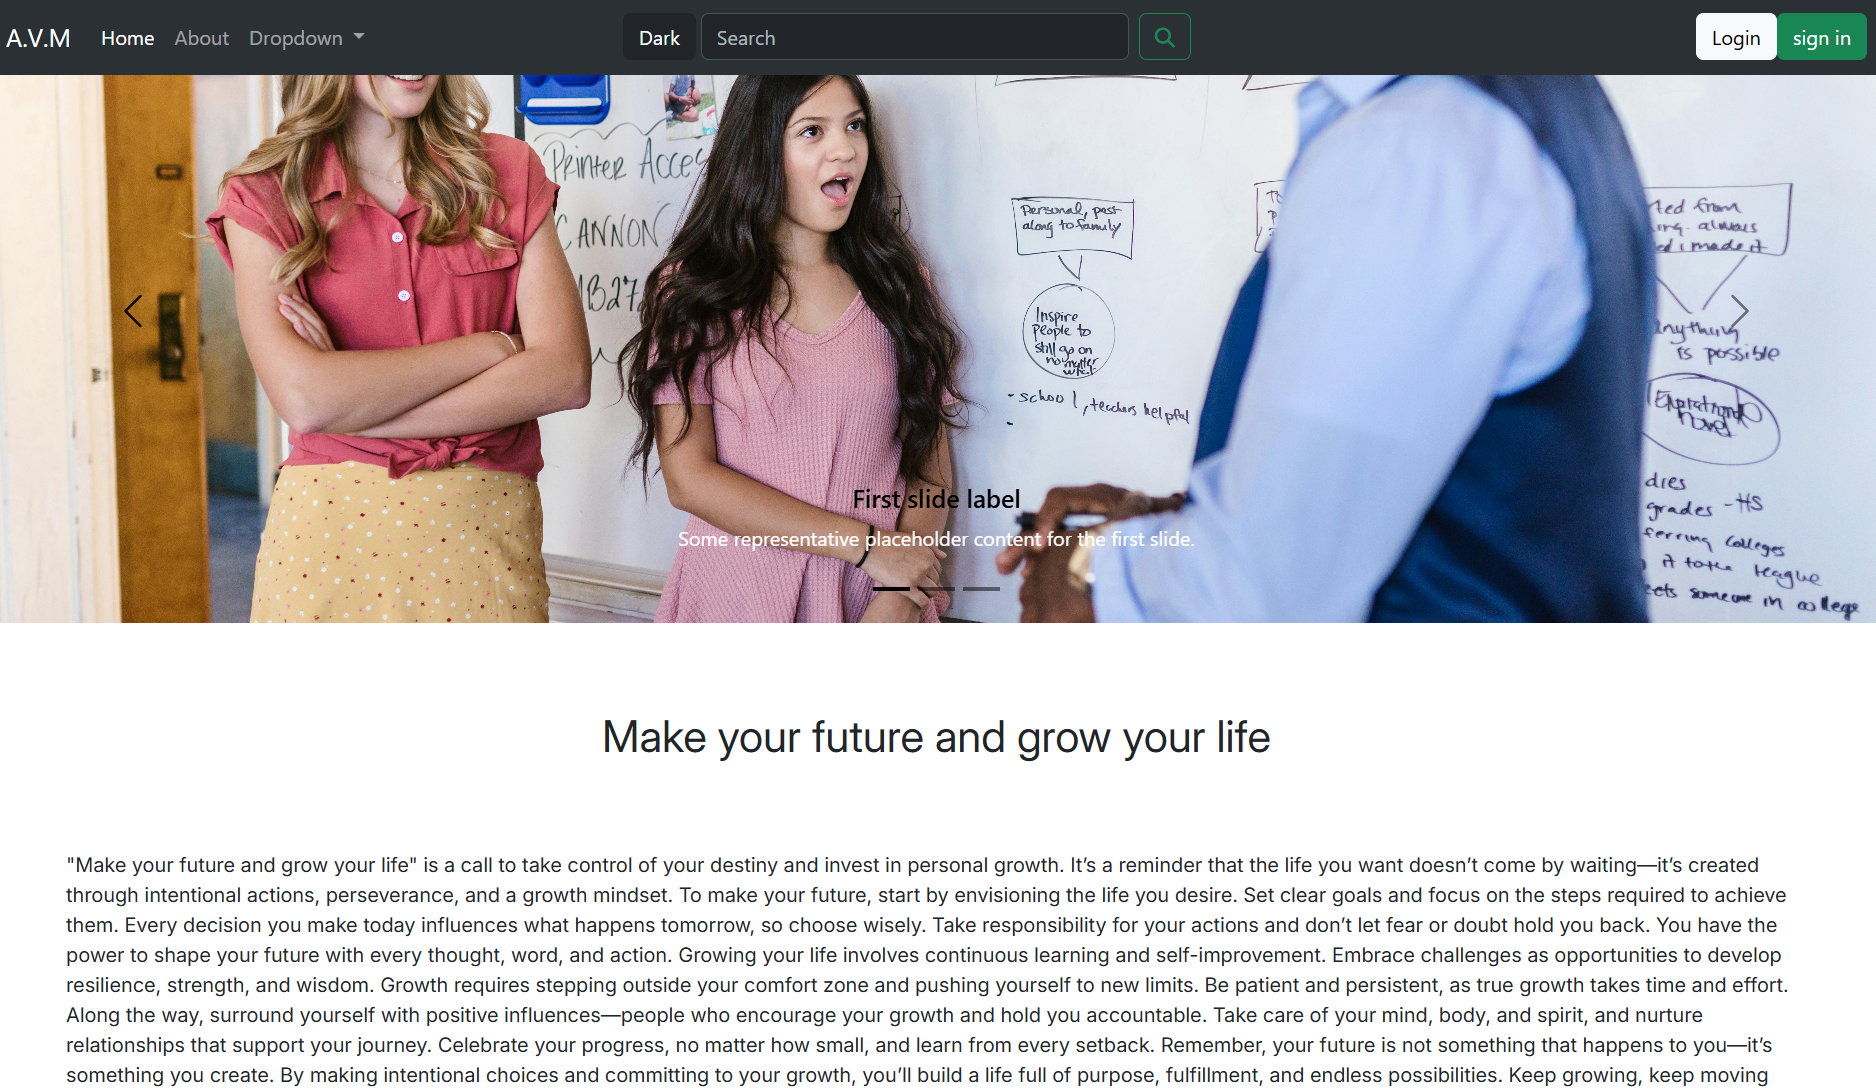 A.V.M Home About Dropdown Dark Search Login sign in
Printer Acces
CANNON
MB27
Personal, past
along to family
Inspire
people to
still go on
no matter
what
- school, teachers helpful
-
ted from
always
ed i made it
anything
is possible
dies
grades - HS
ferring colleges
it to the league
ects someone in college
First slide label
Some representative placeholder content for the first slide.
Make your future and grow your life
"Make your future and grow your life" is a call to take control of your destiny and invest in personal growth. It’s a reminder that the life you want doesn’t come by waiting—it’s created
through intentional actions, perseverance, and a growth mindset. To make your future, start by envisioning the life you desire. Set clear goals and focus on the steps required to achieve
them. Every decision you make today influences what happens tomorrow, so choose wisely. Take responsibility for your actions and don’t let fear or doubt hold you back. You have the
power to shape your future with every thought, word, and action. Growing your life involves continuous learning and self-improvement. Embrace challenges as opportunities to develop
resilience, strength, and wisdom. Growth requires stepping outside your comfort zone and pushing yourself to new limits. Be patient and persistent, as true growth takes time and effort.
Along the way, surround yourself with positive influences—people who encourage your growth and hold you accountable. Take care of your mind, body, and spirit, and nurture
relationships that support your journey. Celebrate your progress, no matter how small, and learn from every setback. Remember, your future is not something that happens to you—it’s
something you create. By making intentional choices and committing to your growth, you’ll build a life full of purpose, fulfillment, and endless possibilities. Keep growing, keep moving